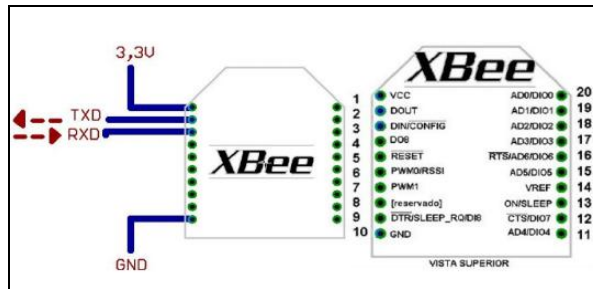 3,3V
TXD
RXD
GND
XBee
1
2
3
4
5
6
7
8
9
10
XBee
VCC AD0/DIO0 20
DOUT AD1/DIO1 19
DIN/CONFIG AD2/DIO2 18
DO8 AD3/DIO3 17
RESET RTS/AD6/DIO6 16
PWM0/RSSI AD5/DIO5 15
PWM1 VREF 14
[reservado] ON/SLEEP 13
DTR/SLEEP_RQ/DI8 CTS/DIO7 12
GND AD4/DIO4 11
VISTA SUPERIOR